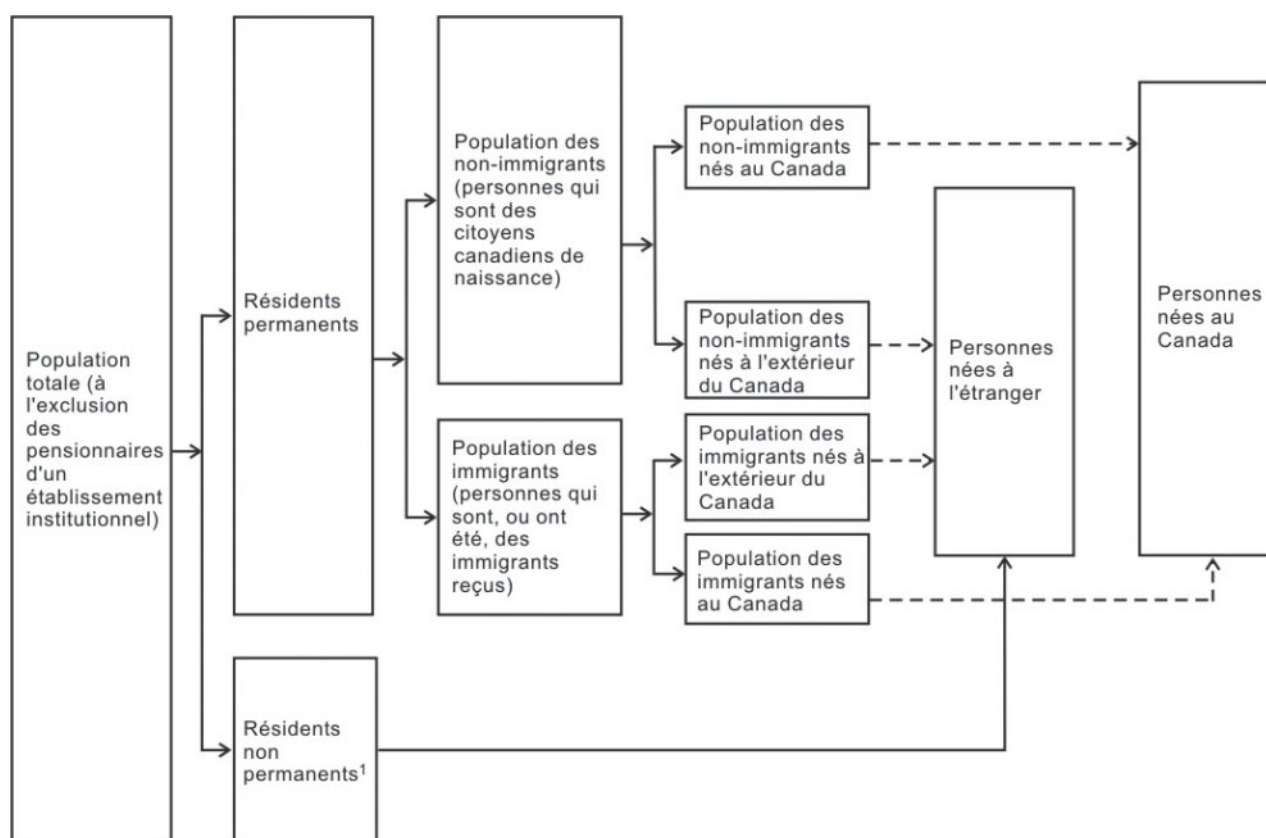 Population
totale (à
l'exclusion
des
pensionnaires
d'un
établissement
institutionnel)
Résidents
permanents
Résidents
non
permanents1
Population des
non-immigrants
(personnes qui
sont des
citoyens
canadiens de
naissance)
Population des
immigrants
(personnes qui
sont, ou ont
été, des
immigrants
reçus)
Population des
non-immigrants
nés au Canada
Population des
non-immigrants
nés à l'extérieur
du Canada
Population des
immigrants nés à
l'extérieur du
Canada
Population des
immigrants nés
au Canada
Personnes
nées à
l'étranger
Personnes
nées au
Canada